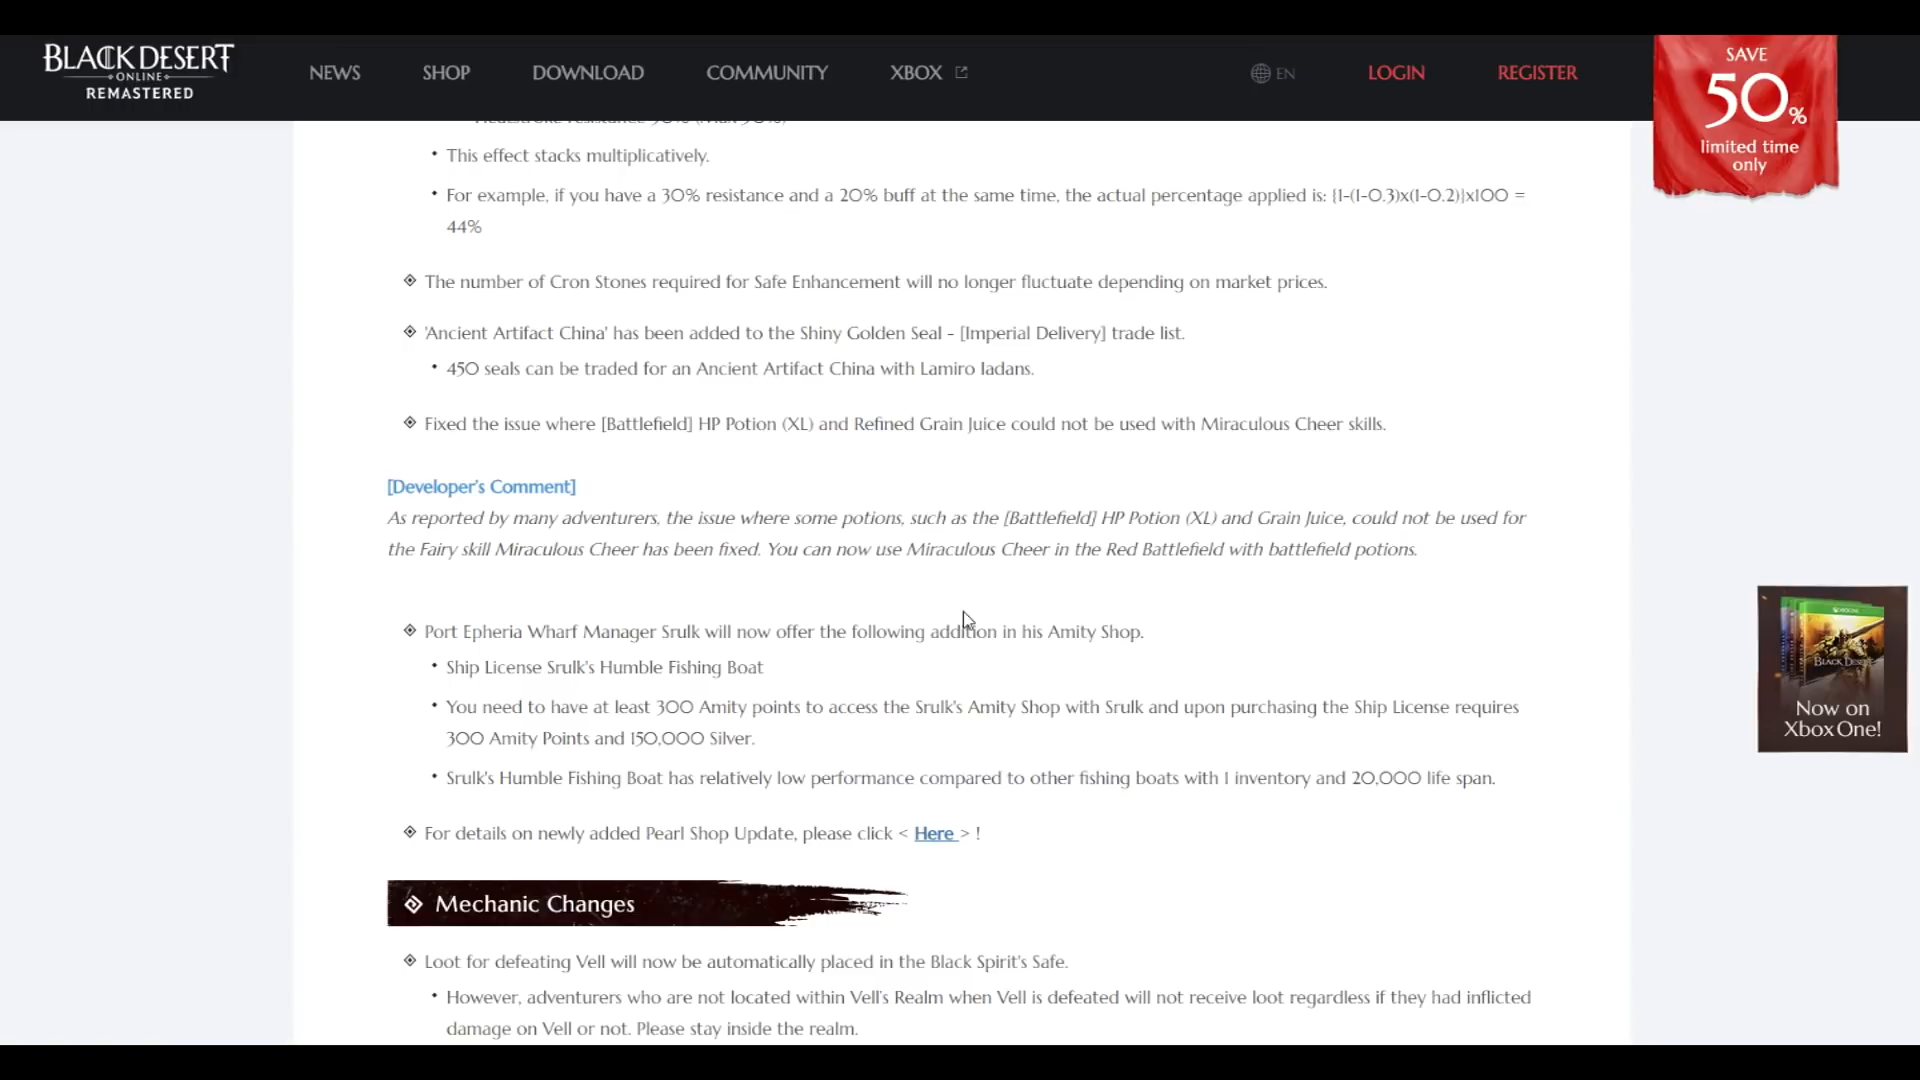 BLACK DESERT
ONLINE
REMASTERED
NEWS
SHOP
DOWNLOAD
COMMUNITY
XBOX
EN
LOGIN
REGISTER
SAVE
50%
limited time
only
• This effect stacks multiplicatively.
• For example, if you have a 30% resistance and a 20% buff at the same time, the actual percentage applied is: {1-(1-0.3)x(1-0.2)}x100 =
44%
The number of Cron Stones required for Safe Enhancement will no longer fluctuate depending on market prices.
'Ancient Artifact China' has been added to the Shiny Golden Seal - [Imperial Delivery] trade list.
• 450 seals can be traded for an Ancient Artifact China with Lamiro Iadans.
Fixed the issue where [Battlefield] HP Potion (XL) and Refined Grain Juice could not be used with Miraculous Cheer skills.
[Developer's Comment]
As reported by many adventurers, the issue where some potions, such as the [Battlefield] HP Potion (XL) and Grain Juice, could not be used for
the Fairy skill Miraculous Cheer has been fixed. You can now use Miraculous Cheer in the Red Battlefield with battlefield potions.
Port Epheria Wharf Manager Srulk will now offer the following addition in his Amity Shop.
• Ship License Srulk's Humble Fishing Boat
• You need to have at least 300 Amity points to access the Srulk's Amity Shop with Srulk and upon purchasing the Ship License requires
300 Amity Points and 150,000 Silver.
• Srulk's Humble Fishing Boat has relatively low performance compared to other fishing boats with 1 inventory and 20,000 life span.
For details on newly added Pearl Shop Update, please click < Here > !
XBOX ONE
BLACK DESERT
Now on
Xbox One!
Mechanic Changes
Loot for defeating Vell will now be automatically placed in the Black Spirit's Safe.
• However, adventurers who are not located within Vell's Realm when Vell is defeated will not receive loot regardless if they had inflicted
damage on Vell or not. Please stay inside the realm.